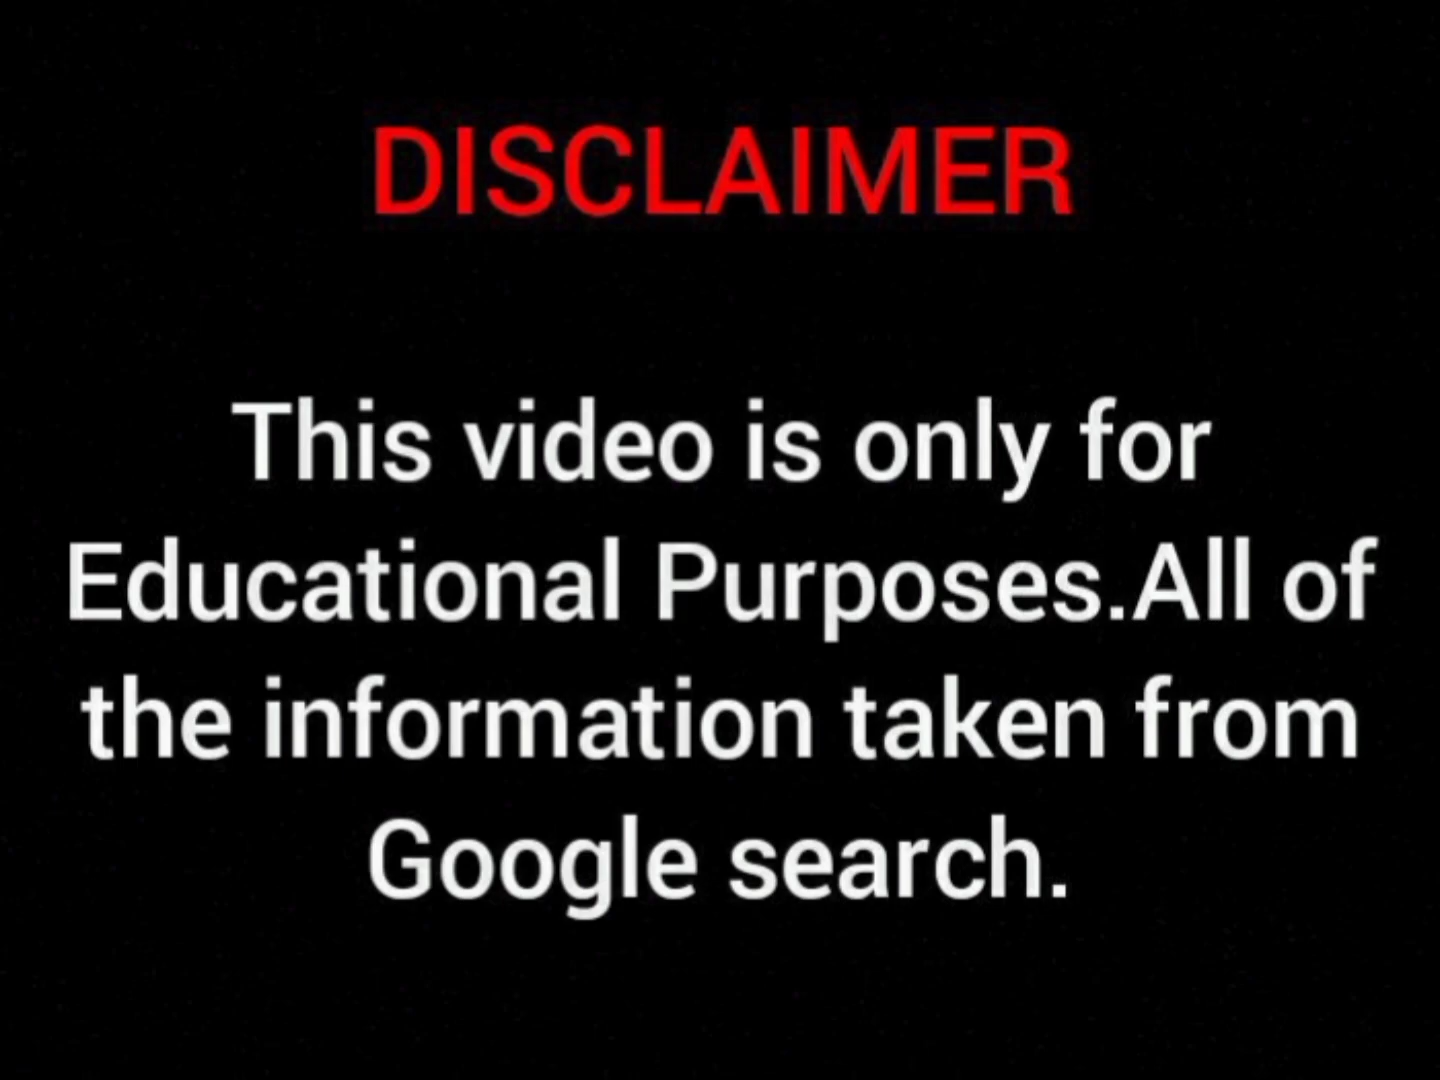 DISCLAIMER
This video is only for
Educational Purposes.All of
the information taken from
Google search.